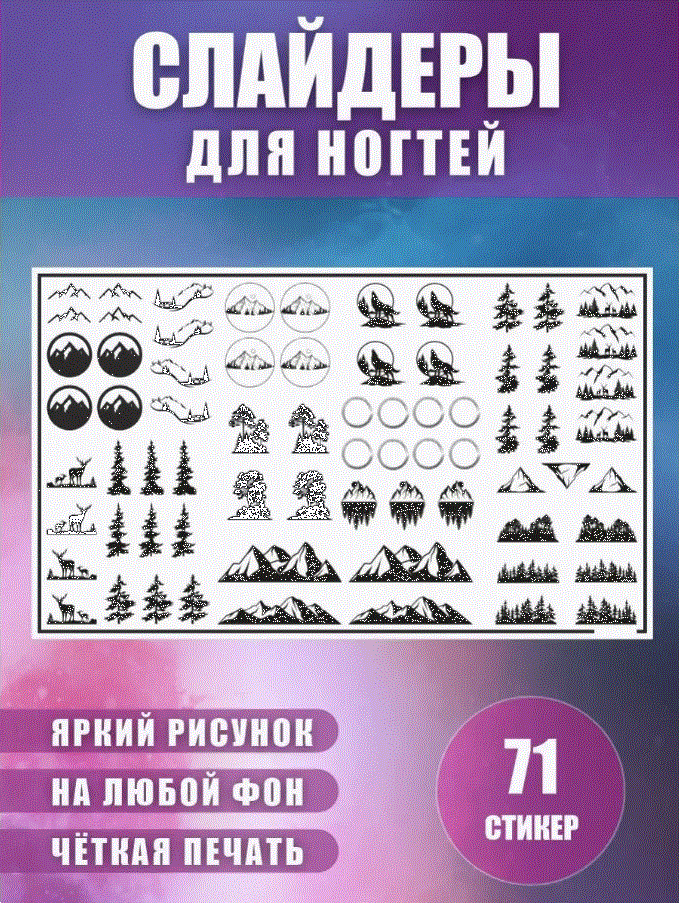 СЛАЙДЕРЫ
ДЛЯ НОГТЕЙ
ЯРКИЙ РИСУНОК
НА ЛЮБОЙ ФОН
ЧЁТКАЯ ПЕЧАТЬ
71
СТИКЕР